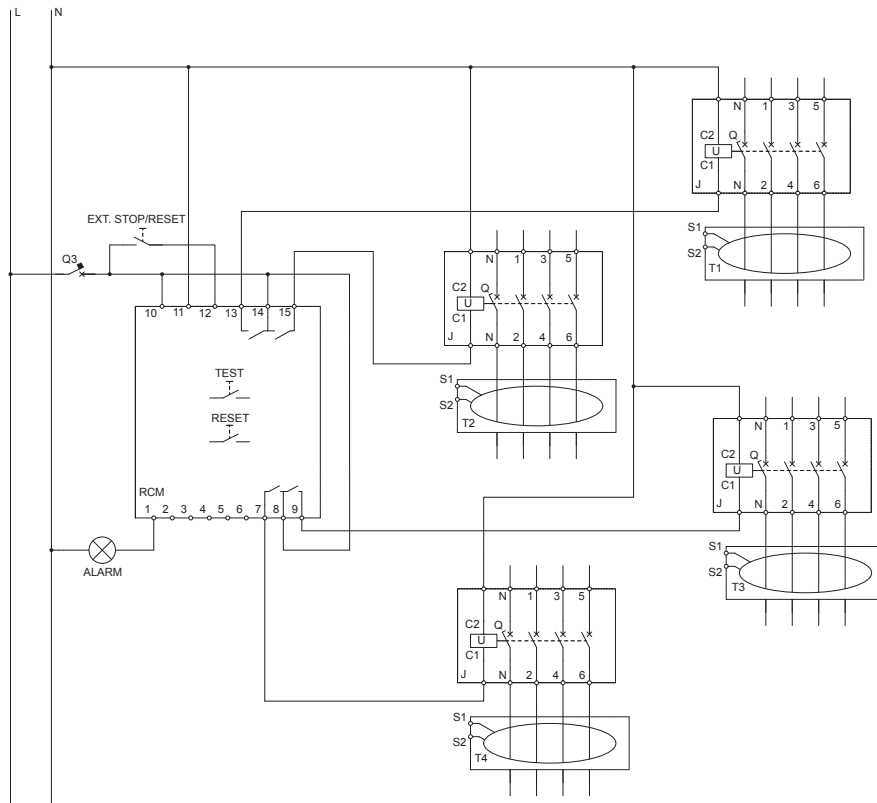 L N
N 1 3 5
C2 Q
U
C1
J
N 2 4 6
S1
S2
T1
EXT. STOP/RESET
Q3
N 1 3 5
C2 Q
U
C1
J
N 2 4 6
S1
S2
T2
10 11 12 13 14 15
TEST
RESET
RCM
1 2 3 4 5 6 7 8 9
ALARM
N 1 3 5
C2 Q
U
C1
J
N 2 4 6
S1
S2
T3
N 1 3 5
C2 Q
U
C1
J
N 2 4 6
S1
S2
T4